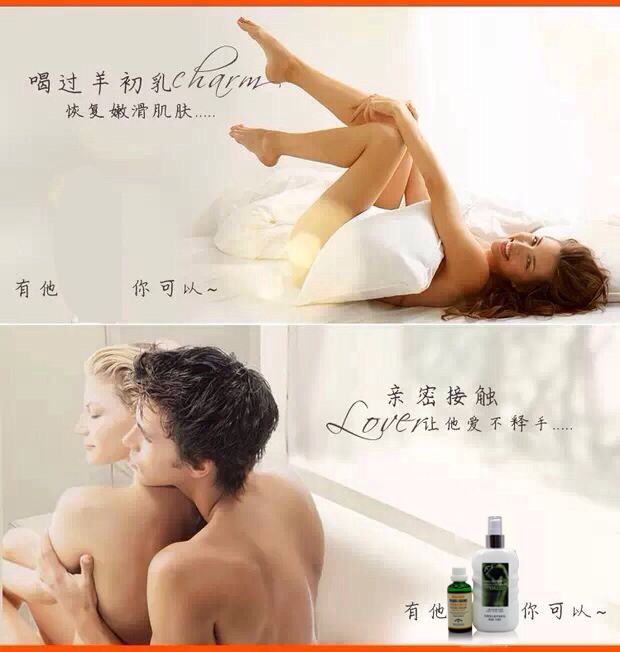 喝过羊初乳charm
恢复嫩滑肌肤.....
有他 你可以~
亲密接触
Lover让他爱不释手.....
有他 你可以~